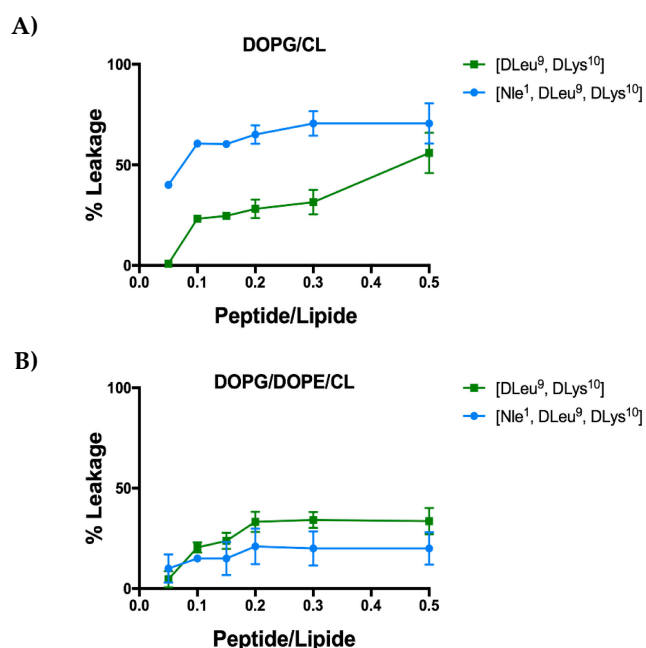 A)
DOPG/CL
[DLeu⁹, DLys¹⁰]
[Nle¹, DLeu⁹, DLys¹⁰]
100
50
0
% Leakage
0.0 0.1 0.2 0.3 0.4 0.5
Peptide/Lipide
B)
DOPG/DOPE/CL
[DLeu⁹, DLys¹⁰]
[Nle¹, DLeu⁹, DLys¹⁰]
100
50
0
% Leakage
0.0 0.1 0.2 0.3 0.4 0.5
Peptide/Lipide